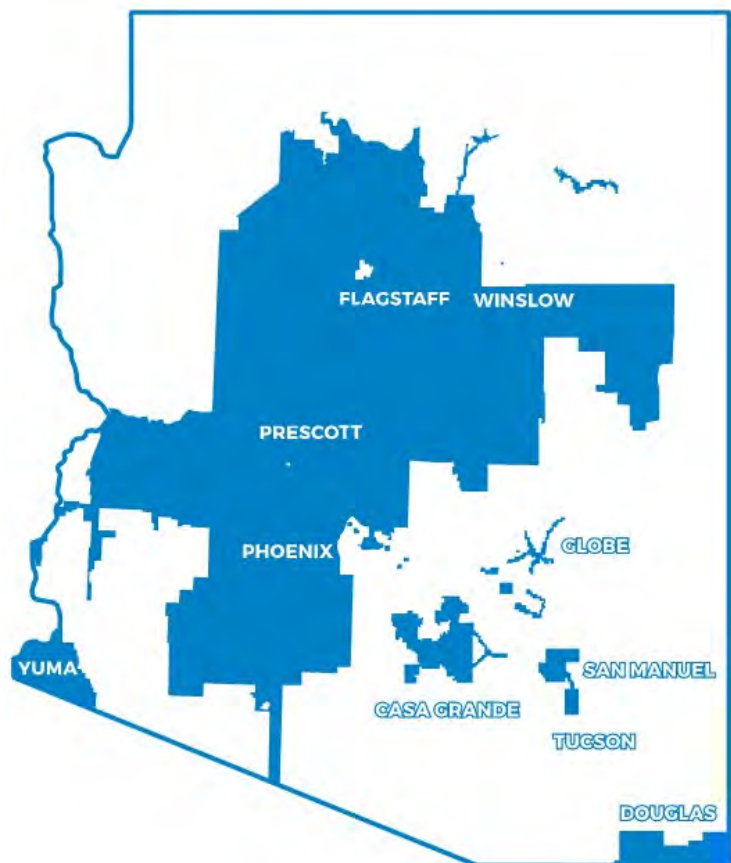 FLAGSTAFF
WINSLOW
PRESCOTT
PHOENIX
GLOBE
YUMA
SAN MANUEL
CASA GRANDE
TUCSON
DOUGLAS